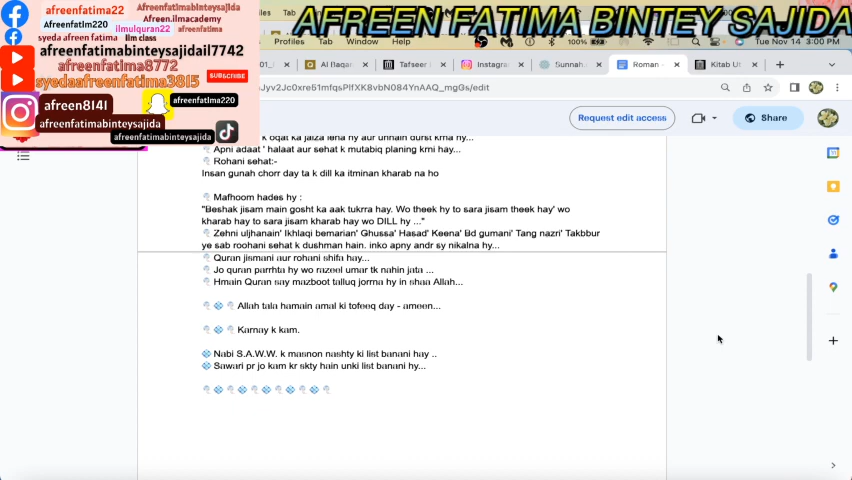 afreenfatima22
Afreenfatimabinteysajida
Afreen.ilmacademy
Afreenfatlm220
ilmulquran22
afreen fatima
syeda afreen fatima
Ilm class
afreenfatima
afreenfatimabinteysajidail7742
afreenfatima8772
syedaafreenfatima3815
SUBSCRIBE
afreen8141
afreenfatima220
afreenfatimabinteysajida
afreenfatimabinteysajida
AFREEN FATIMA BINTEY SAJIDA
Profiles Tab Window Help
100%
Tue Nov 14 3:00 PM
Al Baqar
Tafseer
Instagr
Sunnah
Roman -
Kitab Ut
Jyv2Jc0xre51mfqsPlfXK8vbN084YnAAQ_mgGs/edit
Request edit access
Share
k oqat ka jaiza lena hy aur unhain durst krna hy...
Apni adaat ' halaat aur sehat k mutabiq planing krni hay...
Rohani sehat:-
Insan gunah chorr day ta k dill ka itminan kharab na ho
Mafhoom hades hy :
"Beshak jisam main gosht ka aak tukrra hay. Wo theek hy to sara jisam theek hay' wo
kharab hay to sara jisam kharab hay wo DILL hy ..."
Zehni uljhanain' Ikhlaqi bemarian' Ghussa' Hasad' Keena' Bd gumani' Tang nazri' Takbbur
ye sab roohani sehat k dushman hain. inko apny andr sy nikalna hy...
Quran jismani aur rohani shifa hay...
Jo quran parrhta hy wo razeel umar tk nahin jata ...
Hmain Quran say mazboot talluq jorrna hy in shaa Allah...
Allah tala hamain amal ki tofeeq day - ameen...
Karnay k kam.
Nabi S.A.W.W. k masnon nashty ki list banani hay ..
Sawari pr jo kam kr skty hain unki list banani hy...